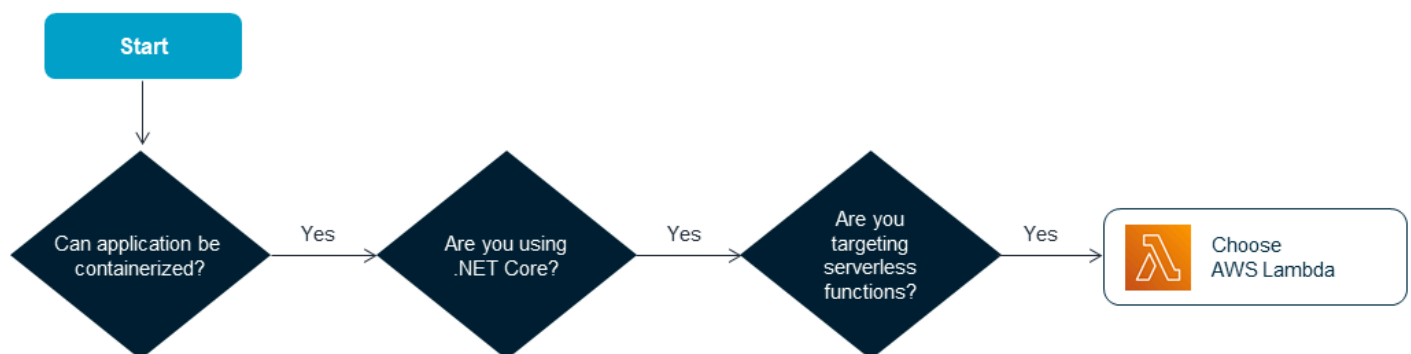 Start
Can application be
containerized?
Yes
Are you using
.NET Core?
Yes
Are you
targeting
serverless
functions?
Yes
Choose
AWS Lambda